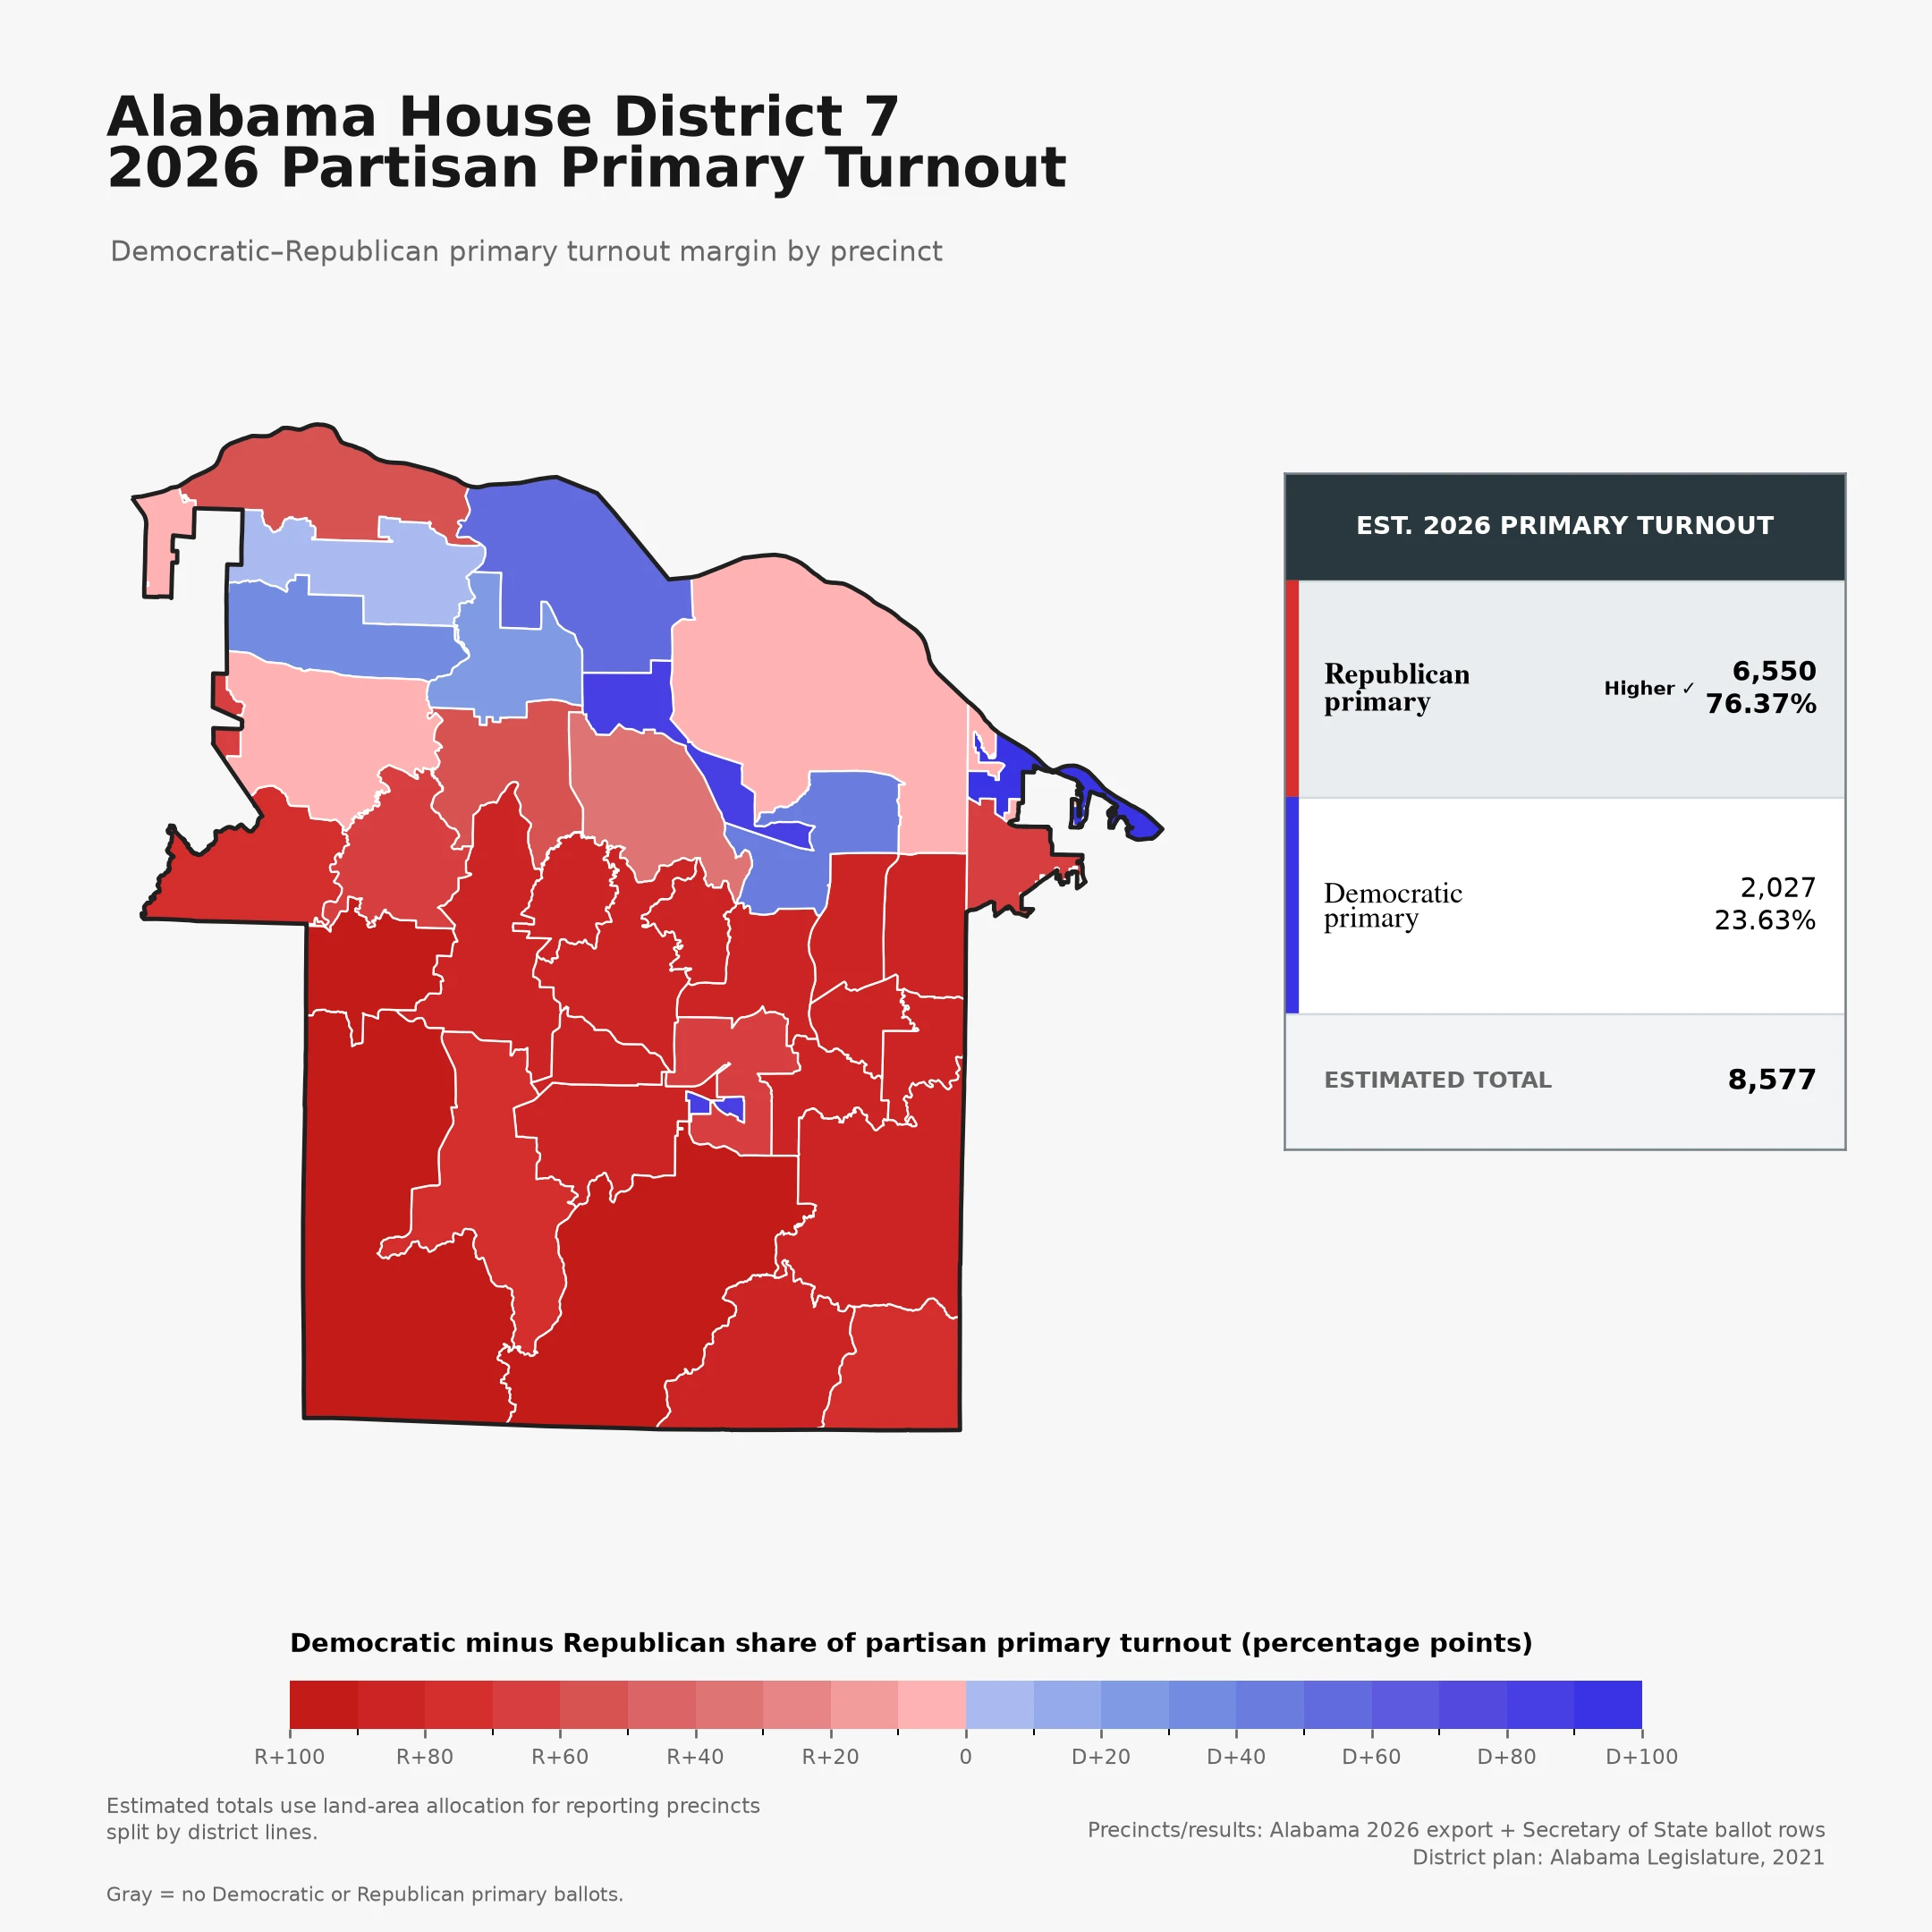 Alabama House District 7
2026 Partisan Primary Turnout
Democratic–Republican primary turnout margin by precinct
EST. 2026 PRIMARY TURNOUT
Republican
primary
Higher ✓
6,550
76.37%
Democratic
primary
2,027
23.63%
ESTIMATED TOTAL
8,577
Democratic minus Republican share of partisan primary turnout (percentage points)
R+100 R+80 R+60 R+40 R+20 0 D+20 D+40 D+60 D+80 D+100
Estimated totals use land-area allocation for reporting precincts
split by district lines.
Gray = no Democratic or Republican primary ballots.
Precincts/results: Alabama 2026 export + Secretary of State ballot rows
District plan: Alabama Legislature, 2021